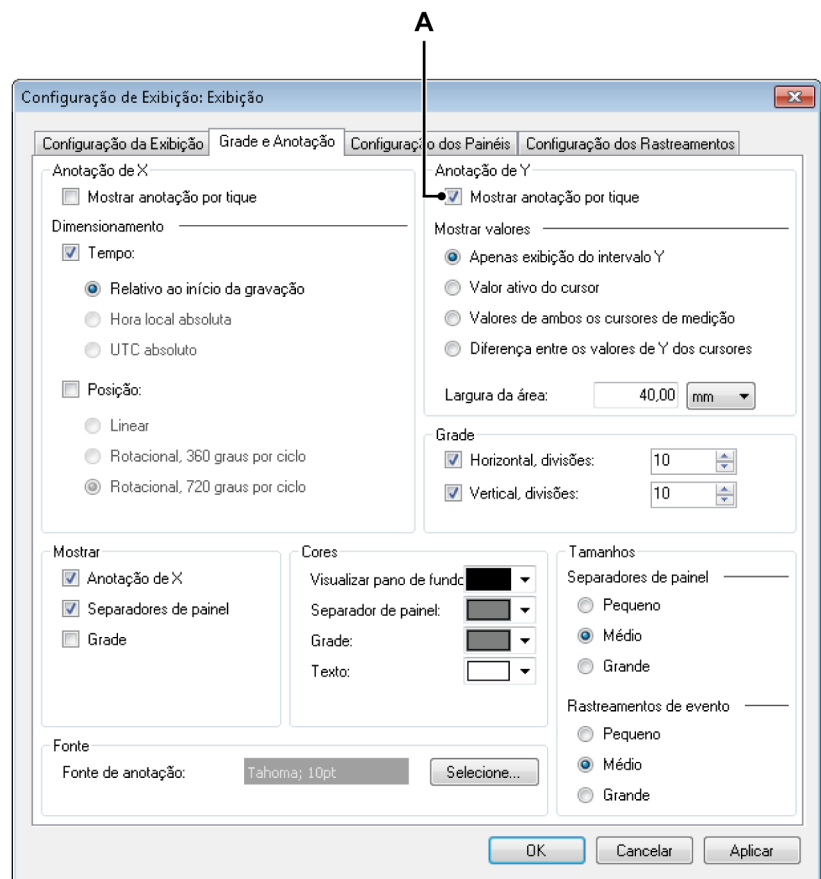 A
Configuração de Exibição: Exibição
Configuração da Exibição
Grade e Anotação
Configuração dos Painéis
Configuração dos Rastreamentos
Anotação de X
Mostrar anotação por tique
Dimensionamento
Tempo:
Relativo ao início da gravação
Hora local absoluta
UTC absoluto
Posição:
Linear
Rotacional, 360 graus por ciclo
Rotacional, 720 graus por ciclo
Anotação de Y
Mostrar anotação por tique
Mostrar valores
Apenas exibição do intervalo Y
Valor ativo do cursor
Valores de ambos os cursores de medição
Diferença entre os valores de Y dos cursores
Largura da área: 40,00 mm
Grade
Horizontal, divisões: 10
Vertical, divisões: 10
Mostrar
Anotação de X
Separadores de painel
Grade
Cores
Visualizar pano de fundo
Separador de painel:
Grade:
Texto:
Tamanhos
Separadores de painel
Pequeno
Médio
Grande
Rastreamentos de evento
Pequeno
Médio
Grande
Fonte
Fonte de anotação: Tahoma; 10pt Selecione...
OK Cancelar Aplicar